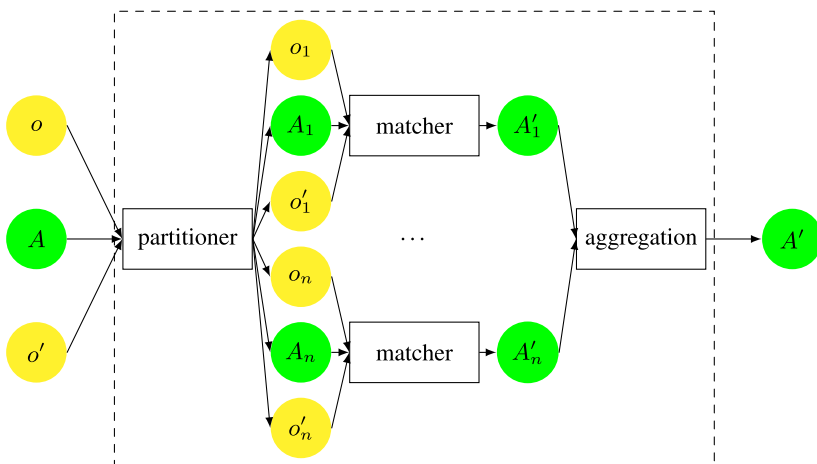 o
A
o′
partitioner
o₁
A₁
o′₁
oₙ
Aₙ
o′ₙ
matcher
...
matcher
A′₁
A′ₙ
aggregation
A′